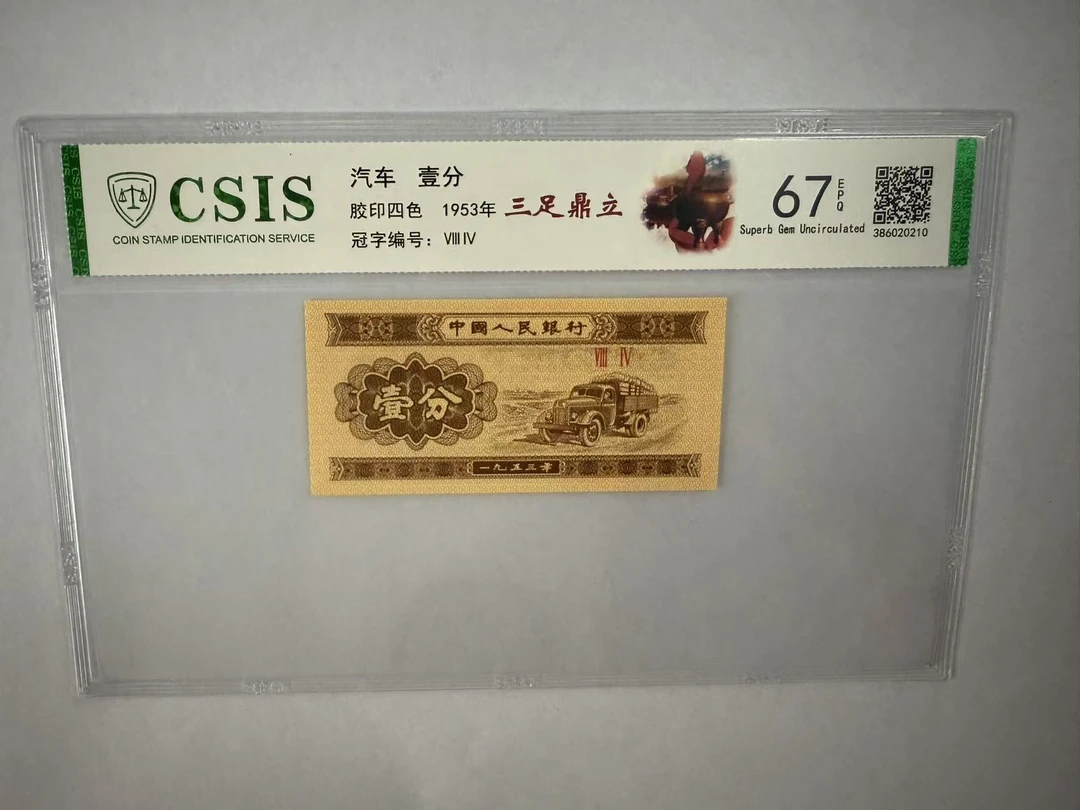 CSIS
COIN STAMP IDENTIFICATION SERVICE
汽车 壹分
胶印四色 1953年
冠字编号：ⅧⅣ
三足鼎立
67
EPQ
Superb Gem Uncirculated
386020210
中國人民銀行
Ⅷ Ⅳ
壹分
一九五三年